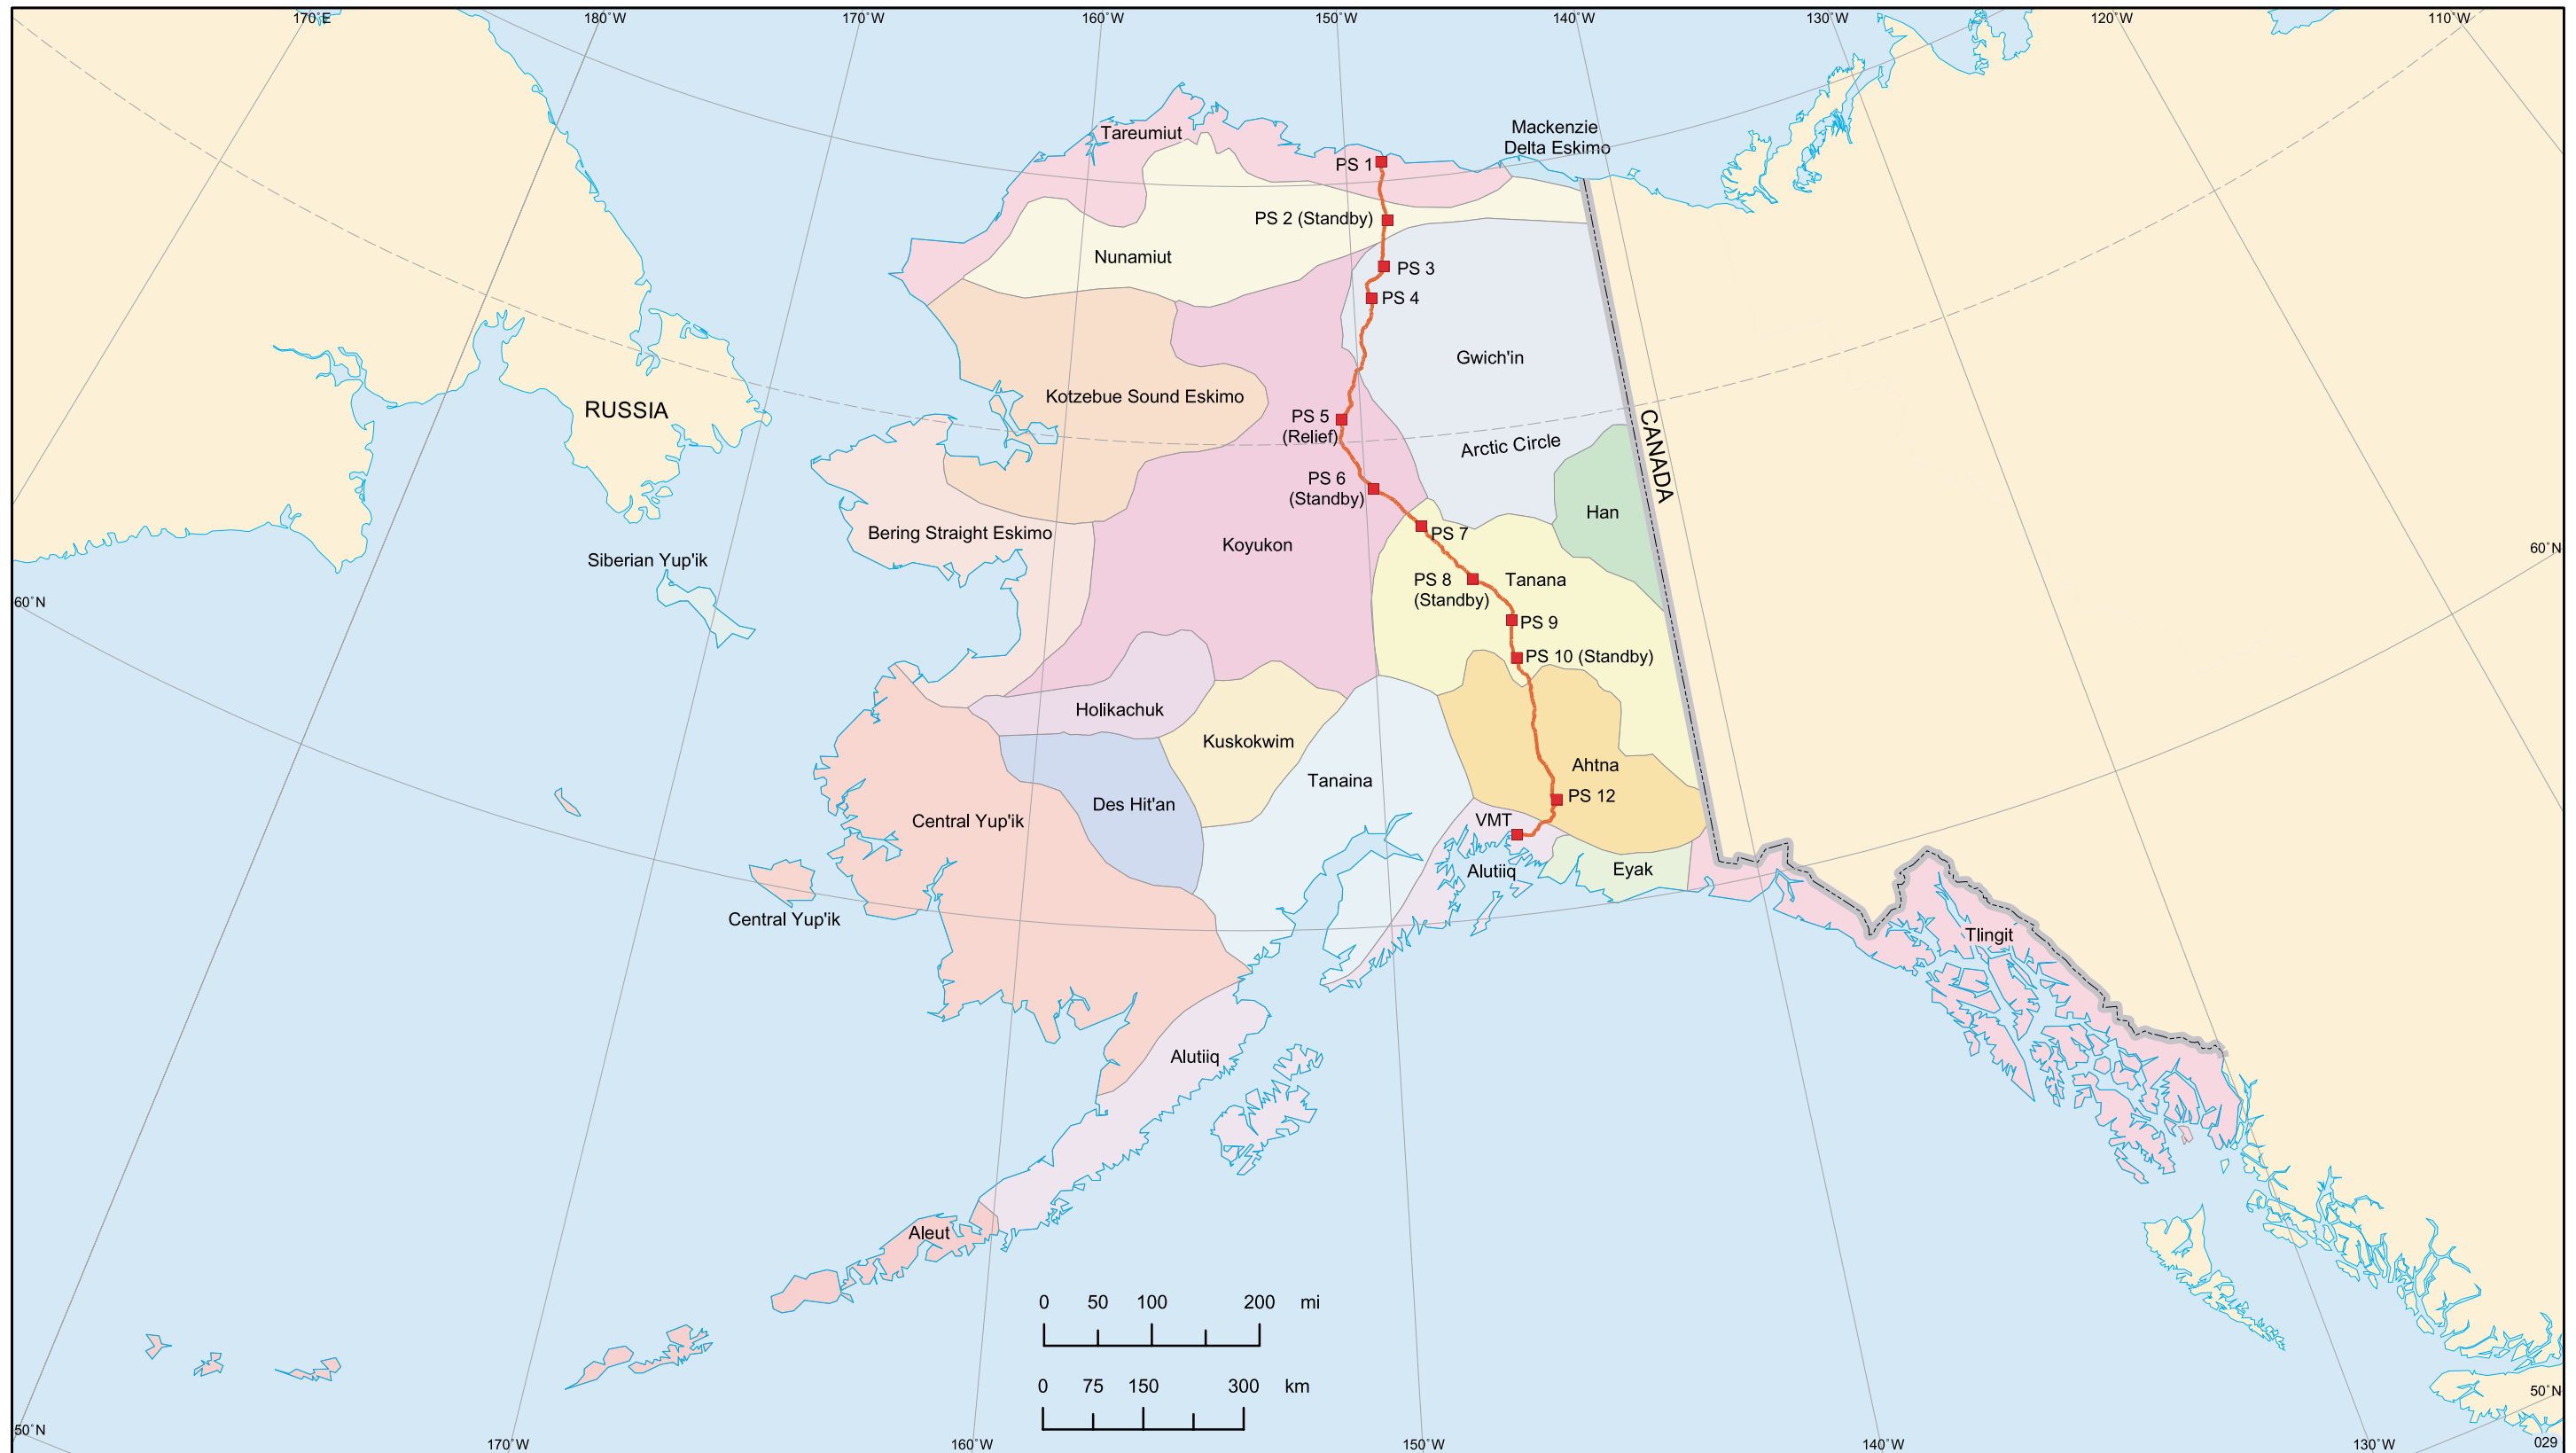 170°E
180°W
170°W
160°W
150°W
140°W
130°W
120°W
110°W
Tareumiut
Mackenzie
Delta Eskimo
PS 1
PS 2 (Standby)
Nunamiut
PS 3
PS 4
Gwich'in
Kotzebue Sound Eskimo
RUSSIA
PS 5
(Relief)
Arctic Circle
CANADA
PS 6
(Standby)
Han
Bering Straight Eskimo
Koyukon
PS 7
60°N
Siberian Yup'ik
PS 8
(Standby)
Tanana
60°N
PS 9
PS 10 (Standby)
Holikachuk
Kuskokwim
Ahtna
Tanaina
Des Hit'an
PS 12
Central Yup'ik
VMT
Alutiiq
Eyak
Central Yup'ik
Tlingit
Alutiiq
Aleut
0 50 100 200 mi
0 75 150 300 km
50°N
50°N
170°W
160°W
150°W
140°W
130°W
029